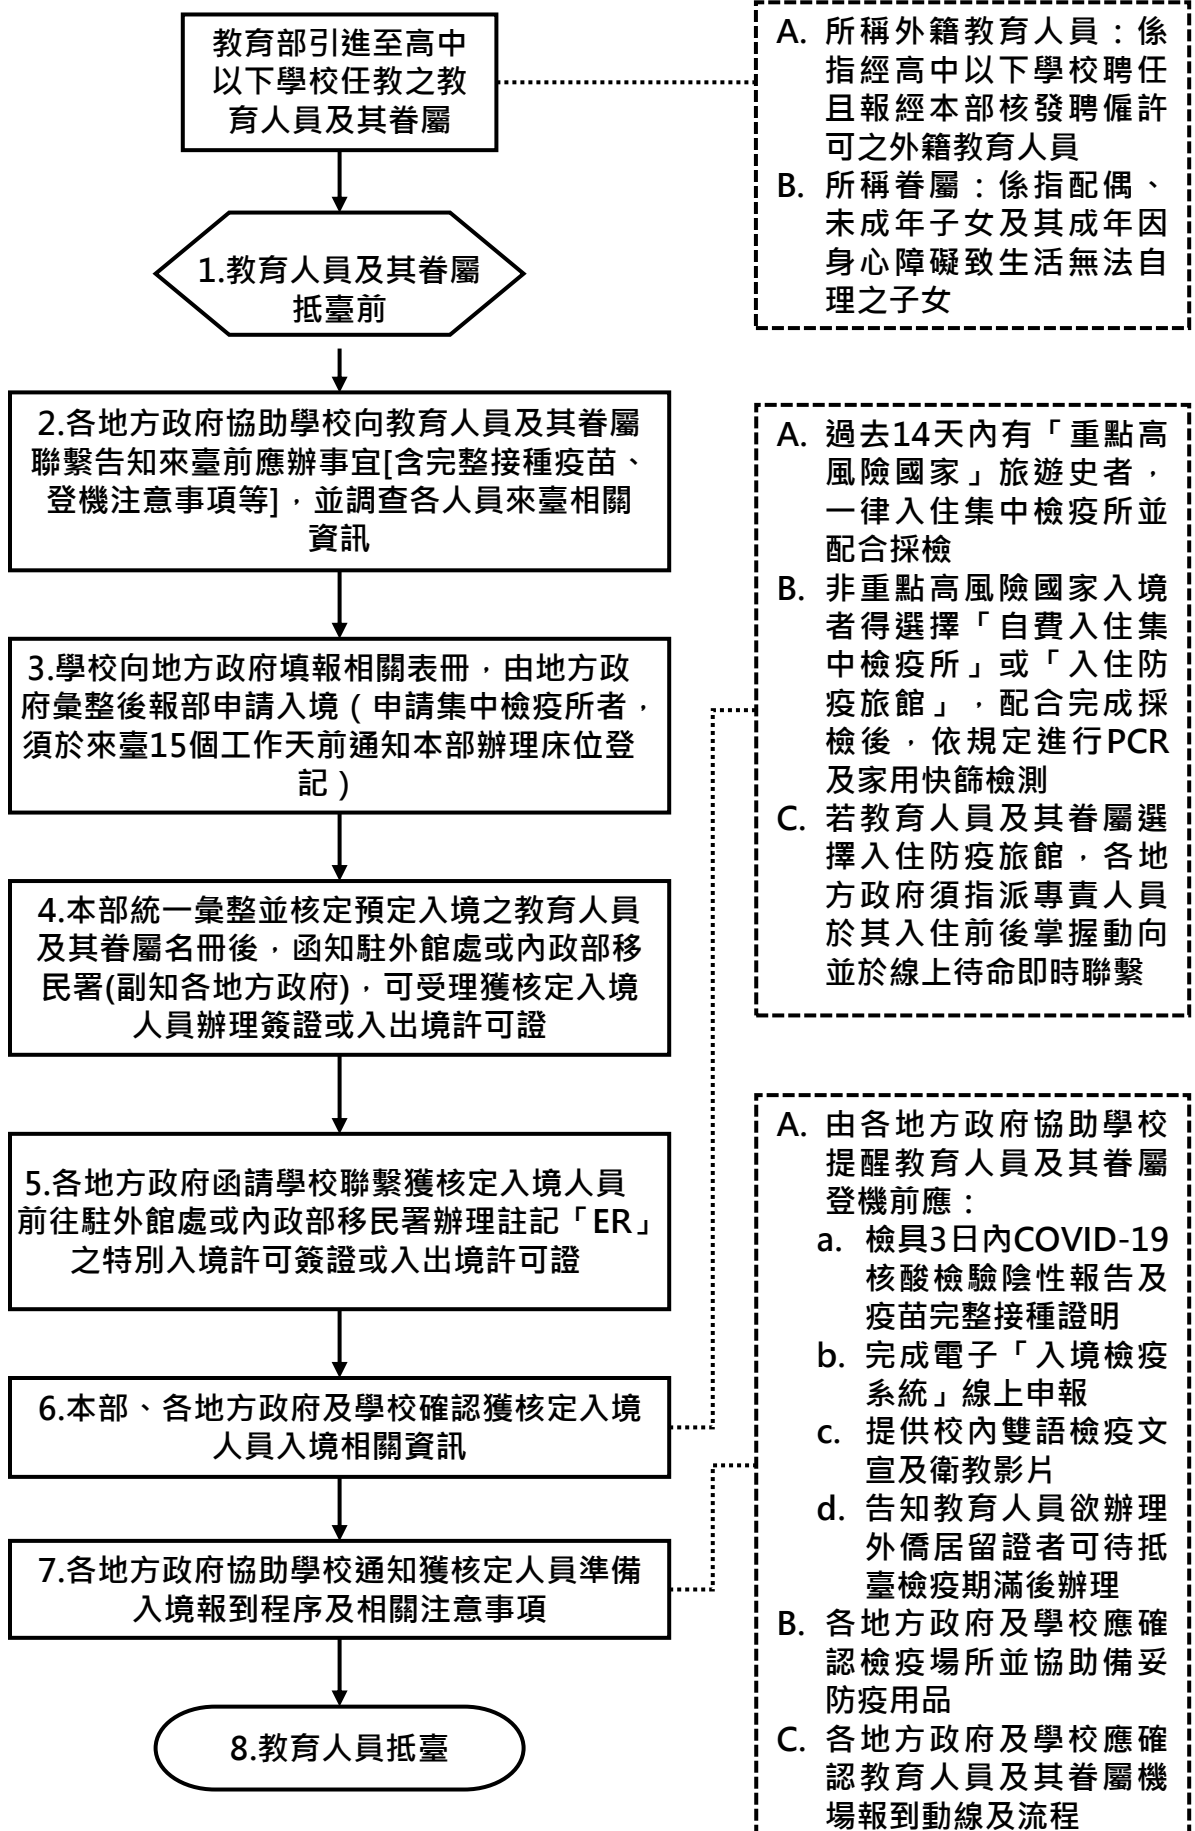 教育部引進至高中
以下學校任教之教
育人員及其眷屬
A. 所稱外籍教育人員：係
指經高中以下學校聘任
且報經本部核發聘僱許
可之外籍教育人員
B. 所稱眷屬：係指配偶、
未成年子女及其成年因
身心障礙致生活無法自
理之子女
1.教育人員及其眷屬
抵臺前
2.各地方政府協助學校向教育人員及其眷屬
聯繫告知來臺前應辦事宜[含完整接種疫苗、
登機注意事項等]，並調查各人員來臺相關
資訊
3.學校向地方政府填報相關表冊，由地方政
府彙整後報部申請入境（申請集中檢疫所者，
須於來臺15個工作天前通知本部辦理床位登
記）
4.本部統一彙整並核定預定入境之教育人員
及其眷屬名冊後，函知駐外館處或內政部移
民署(副知各地方政府)，可受理獲核定入境
人員辦理簽證或入出境許可證
5.各地方政府函請學校聯繫獲核定入境人員
前往駐外館處或內政部移民署辦理註記「ER」
之特別入境許可簽證或入出境許可證
6.本部、各地方政府及學校確認獲核定入境
人員入境相關資訊
A. 過去14天內有「重點高
風險國家」旅遊史者，
一律入住集中檢疫所並
配合採檢
B. 非重點高風險國家入境
者得選擇「自費入住集
中檢疫所」或「入住防
疫旅館」，配合完成採
檢後，依規定進行PCR
及家用快篩檢測
C. 若教育人員及其眷屬選
擇入住防疫旅館，各地
方政府須指派專責人員
於其入住前後掌握動向
並於線上待命即時聯繫
7.各地方政府協助學校通知獲核定人員準備
入境報到程序及相關注意事項
A. 由各地方政府協助學校
提醒教育人員及其眷屬
登機前應：
a. 檢具3日內COVID-19
核酸檢驗陰性報告及
疫苗完整接種證明
b. 完成電子「入境檢疫
系統」線上申報
c. 提供校內雙語檢疫文
宣及衛教影片
d. 告知教育人員欲辦理
外僑居留證者可待抵
臺檢疫期滿後辦理
B. 各地方政府及學校應確
認檢疫場所並協助備妥
防疫用品
C. 各地方政府及學校應確
認教育人員及其眷屬機
場報到動線及流程
8.教育人員抵臺